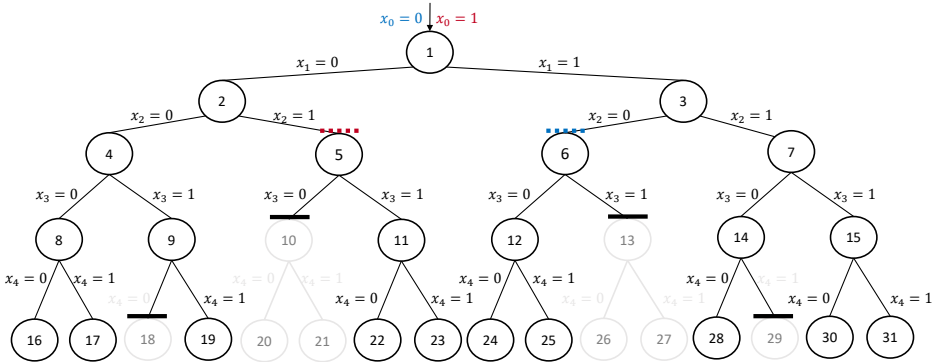 x₀ = 0 x₀ = 1
1
x₁ = 0 x₁ = 1
2 3
x₂ = 0 x₂ = 1 x₂ = 0 x₂ = 1
4 5 6 7
x₃ = 0 x₃ = 1 x₃ = 0 x₃ = 1 x₃ = 0 x₃ = 1 x₃ = 0 x₃ = 1
8 9 10 11 12 13 14 15
x₄ = 0 x₄ = 1 x₄ = 0 x₄ = 1 x₄ = 0 x₄ = 1 x₄ = 0 x₄ = 1 x₄ = 0 x₄ = 1 x₄ = 0 x₄ = 1 x₄ = 0 x₄ = 1 x₄ = 0 x₄ = 1
16 17 18 19 20 21 22 23 24 25 26 27 28 29 30 31